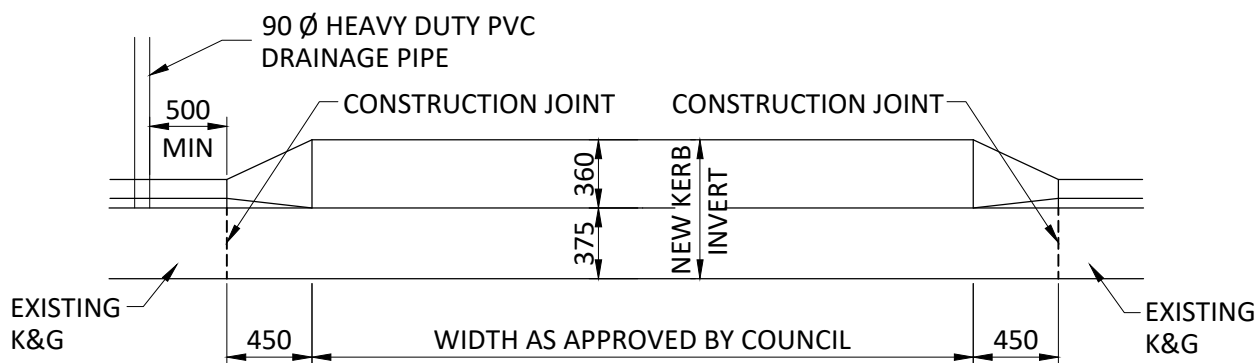 90 Ø HEAVY DUTY PVC
DRAINAGE PIPE
CONSTRUCTION JOINT
CONSTRUCTION JOINT
500
MIN
360
375
NEW KERB
INVERT
EXISTING
K&G
EXISTING
K&G
450
WIDTH AS APPROVED BY COUNCIL
450